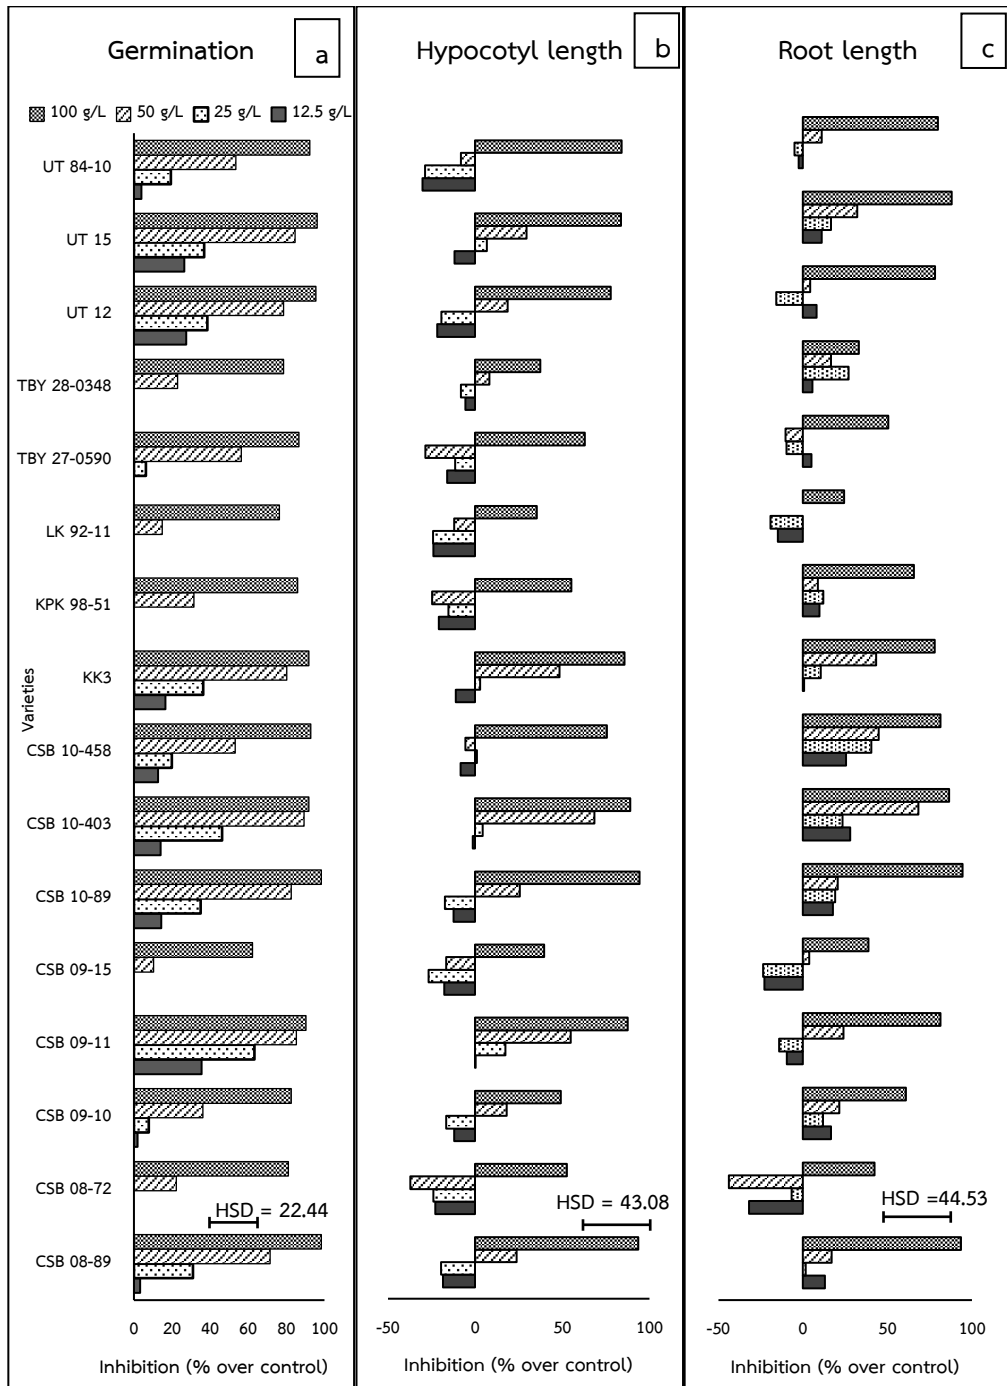 Germination
a
Hypocotyl length
b
Root length
c
100 g/L 50 g/L 25 g/L 12.5 g/L
UT 84-10
UT 15
UT 12
TBY 28-0348
TBY 27-0590
LK 92-11
KPK 98-51
KK3
Varieties
CSB 10-458
CSB 10-403
CSB 10-89
CSB 09-15
CSB 09-11
CSB 09-10
CSB 08-72
HSD = 22.44
HSD = 43.08
HSD =44.53
CSB 08-89
0 20 40 60 80 100
-50 0 50 100
-50 0 50 100
Inhibition (% over control)
Inhibition (% over control)
Inhibition (% over control)